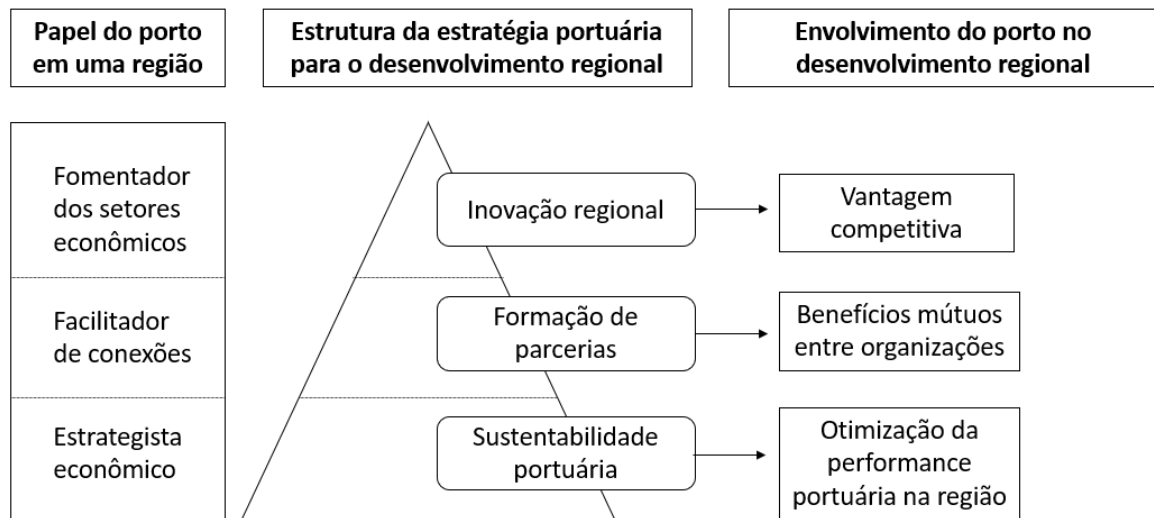 Papel do porto
em uma região
Estrutura da estratégia portuária
para o desenvolvimento regional
Envolvimento do porto no
desenvolvimento regional
Fomentador
dos setores
econômicos
Inovação regional
Vantagem
competitiva
Facilitador
de conexões
Formação de
parcerias
Benefícios mútuos
entre organizações
Estrategista
econômico
Sustentabilidade
portuária
Otimização da
performance
portuária na região